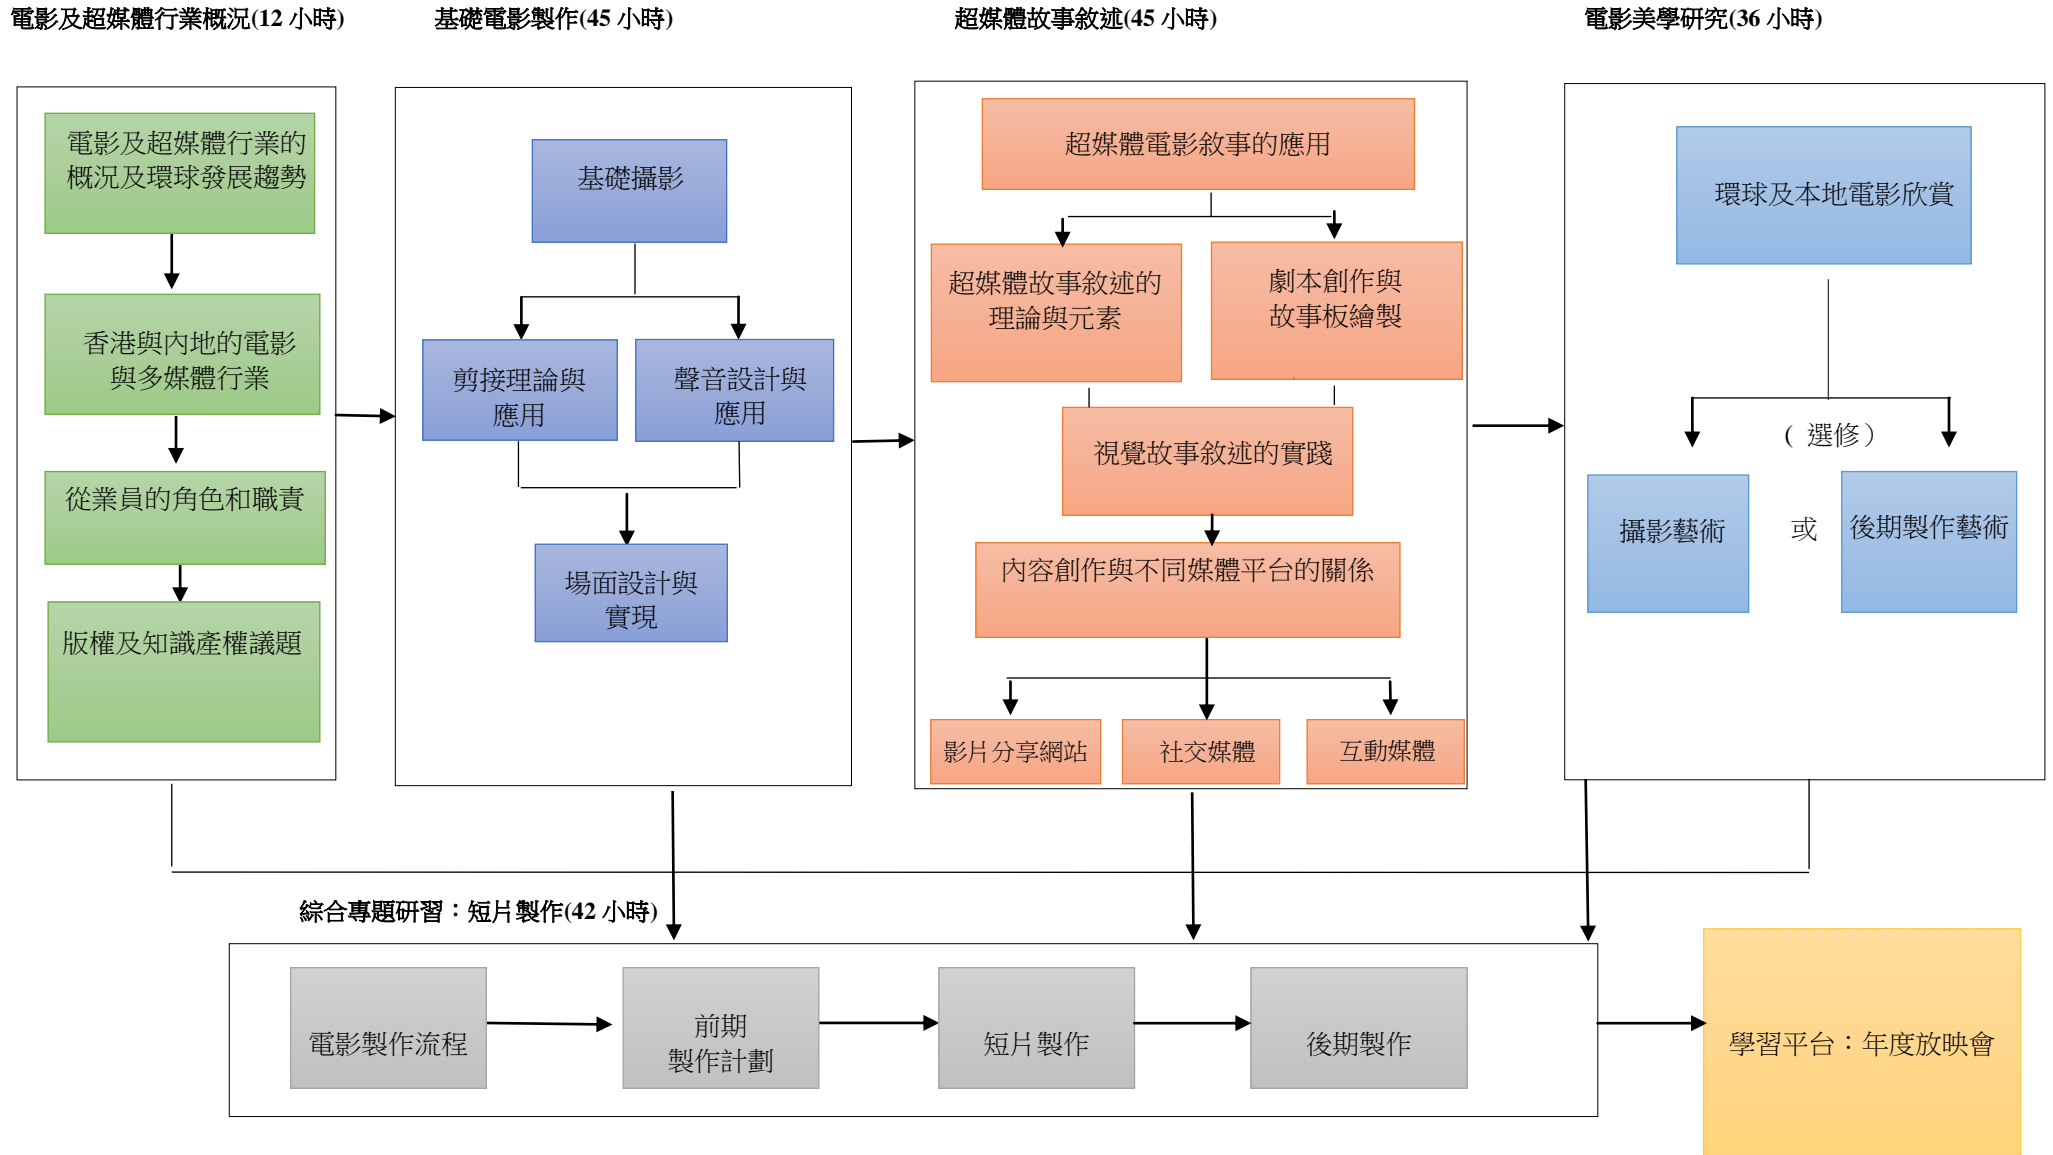 電影及超媒體行業概況(12 小時)
電影及超媒體行業的
概況及環球發展趨勢
香港與內地的電影
與多媒體行業
從業員的角色和職責
版權及知識產權議題
基礎電影製作(45 小時)
基礎攝影
剪接理論與
應用
聲音設計與
應用
場面設計與
實現
超媒體故事敘述(45 小時)
超媒體電影敘事的應用
超媒體故事敘述的
理論與元素
劇本創作與
故事板繪製
視覺故事敘述的實踐
內容創作與不同媒體平台的關係
影片分享網站
社交媒體
互動媒體
電影美學研究(36 小時)
環球及本地電影欣賞
( 選修）
攝影藝術
或
後期製作藝術
綜合專題研習：短片製作(42 小時)
電影製作流程
前期
製作計劃
短片製作
後期製作
學習平台：年度放映會